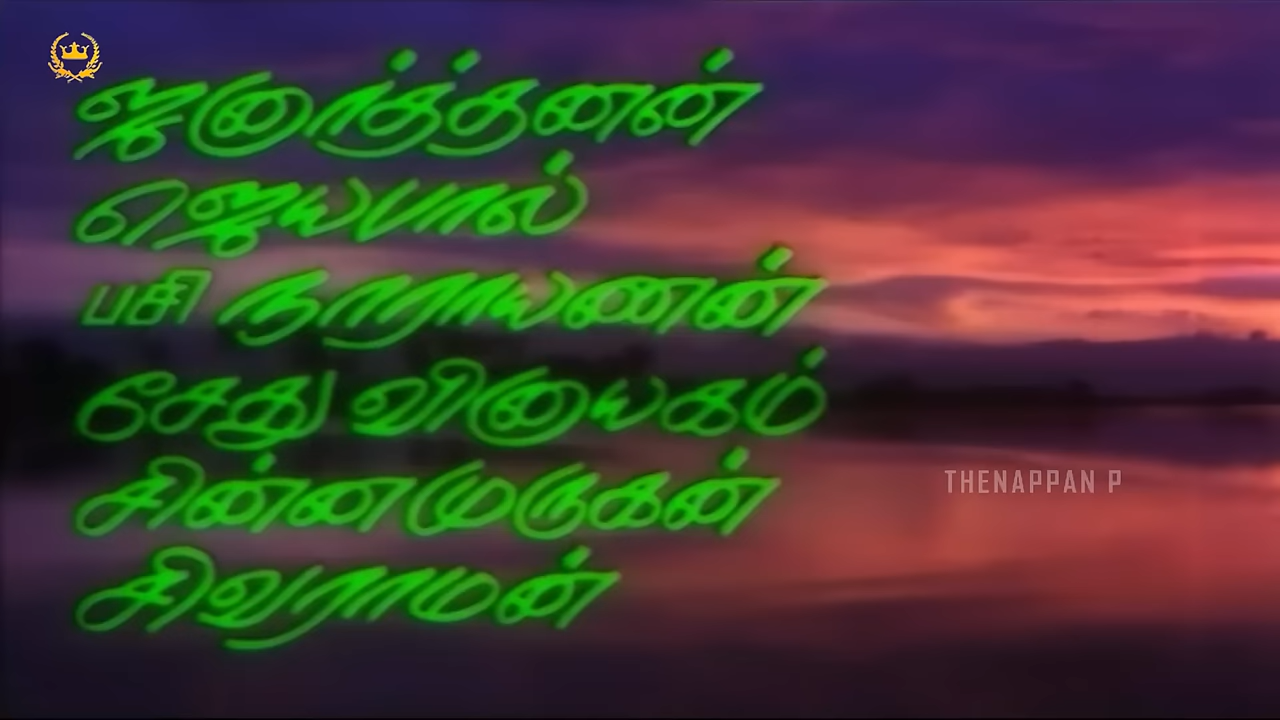 ஜனார்த்தனன்
ஜெயபால்
பசி நாராயணன்
சேது விநாயகம்
சின்னமுருகன்
சிவராமன்
THENAPPAN P